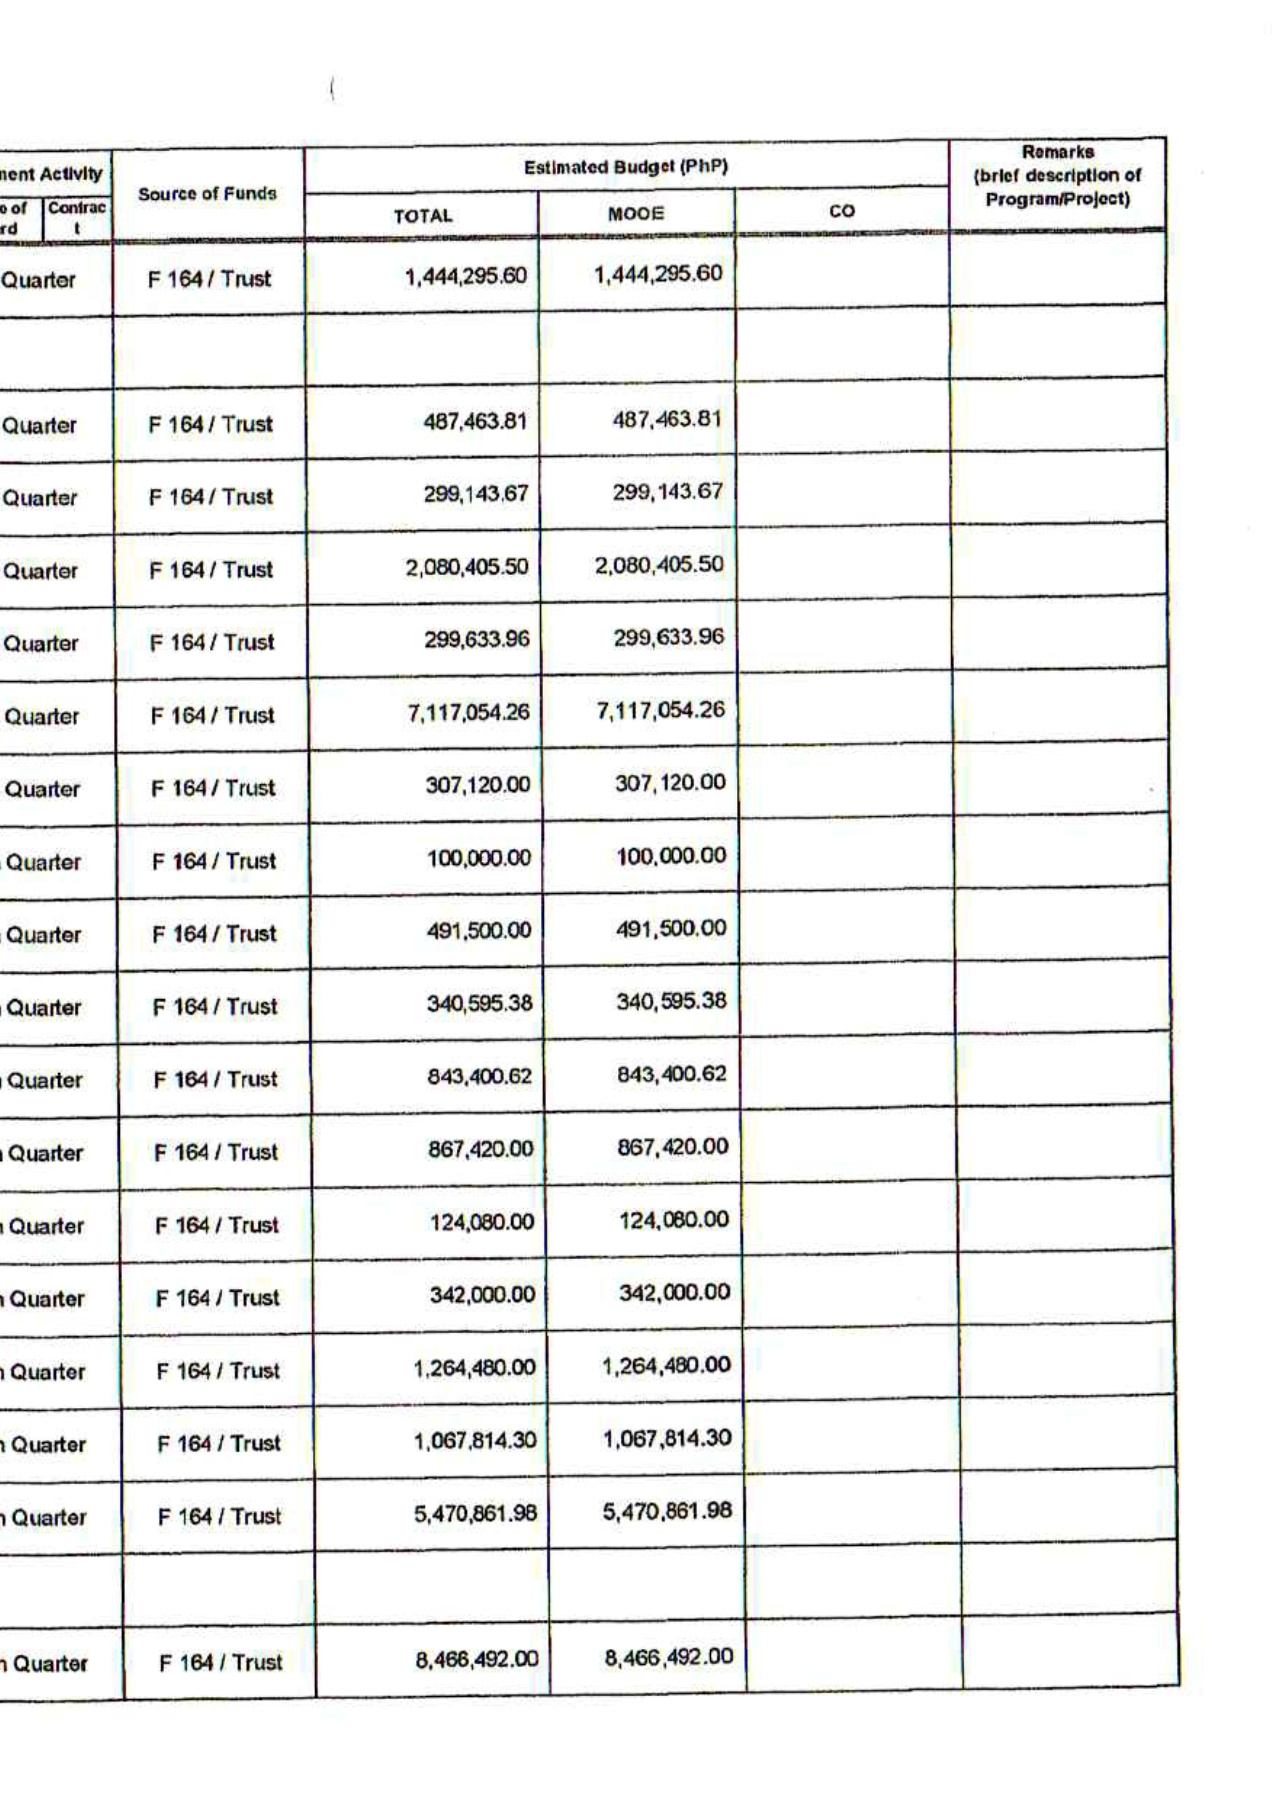 ment Activity
Source of Funds
Estimated Budget (PhP)
Remarks
(brief description of
Program/Project)
of
rd
Contrac
t
TOTAL
MOOE
CO
Quarter F 164 / Trust 1,444,295.60 1,444,295.60
Quarter F 164 / Trust 487,463.81 487,463.81
Quarter F 164 / Trust 299,143.67 299,143.67
Quarter F 164 / Trust 2,080,405.50 2,080,405.50
Quarter F 164 / Trust 299,633.96 299,633.96
Quarter F 164 / Trust 7,117,054.26 7,117,054.26
Quarter F 164 / Trust 307,120.00 307,120.00
Quarter F 164 / Trust 100,000.00 100,000.00
Quarter F 164 / Trust 491,500.00 491,500.00
Quarter F 164 / Trust 340,595.38 340,595.38
Quarter F 164 / Trust 843,400.62 843,400.62
Quarter F 164 / Trust 867,420.00 867,420.00
Quarter F 164 / Trust 124,080.00 124,080.00
Quarter F 164 / Trust 342,000.00 342,000.00
Quarter F 164 / Trust 1,264,480.00 1,264,480.00
Quarter F 164 / Trust 1,067,814.30 1,067,814.30
Quarter F 164 / Trust 5,470,861.98 5,470,861.98
Quarter F 164 / Trust 8,466,492.00 8,466,492.00